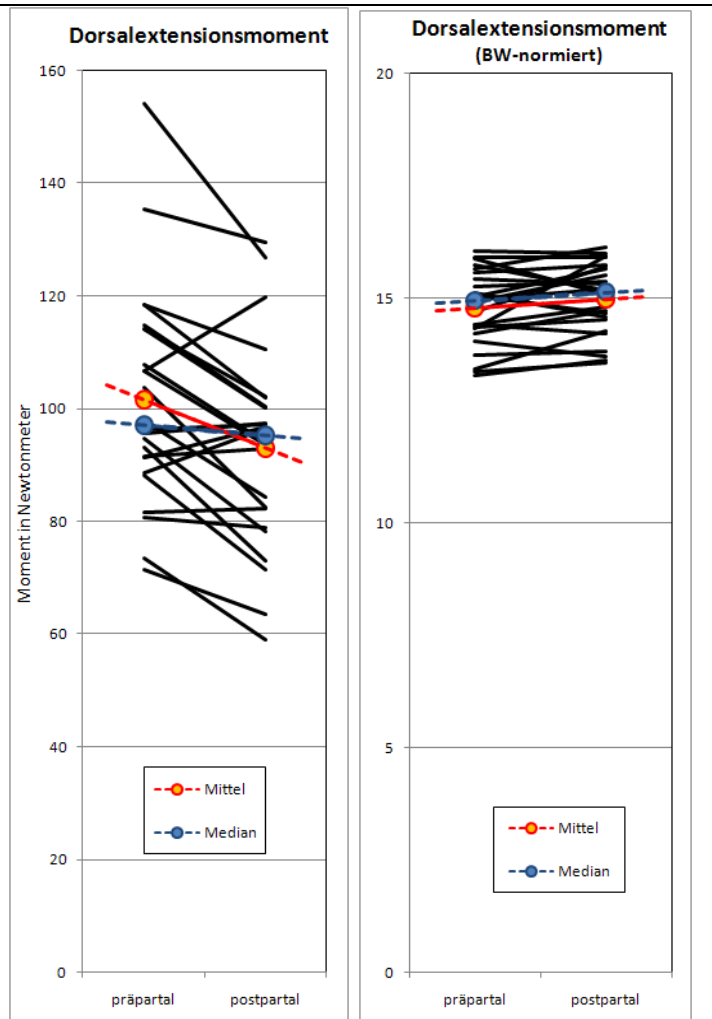 Dorsalextensionsmoment
Moment in Newtonmeter
160
140
120
100
80
60
40
20
0
Mittel
Median
präpartal postpartal
Dorsalextensionsmoment
(BW-normiert)
20
15
10
5
0
Mittel
Median
präpartal postpartal